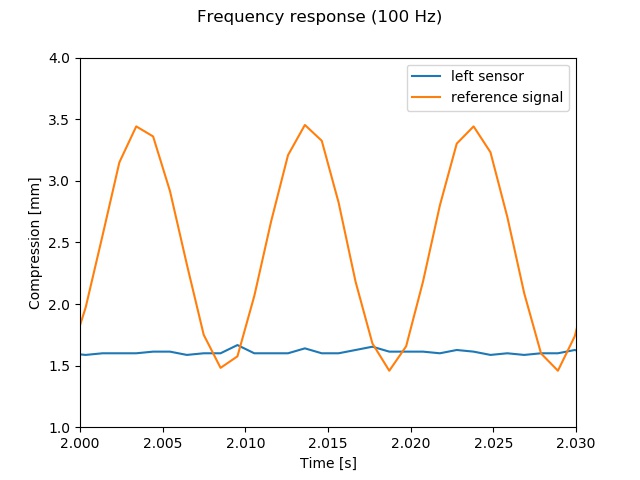 Frequency response (100 Hz)
left sensor
reference signal
Compression [mm]
4.0
3.5
3.0
2.5
2.0
1.5
1.0
2.000 2.005 2.010 2.015 2.020 2.025 2.030
Time [s]